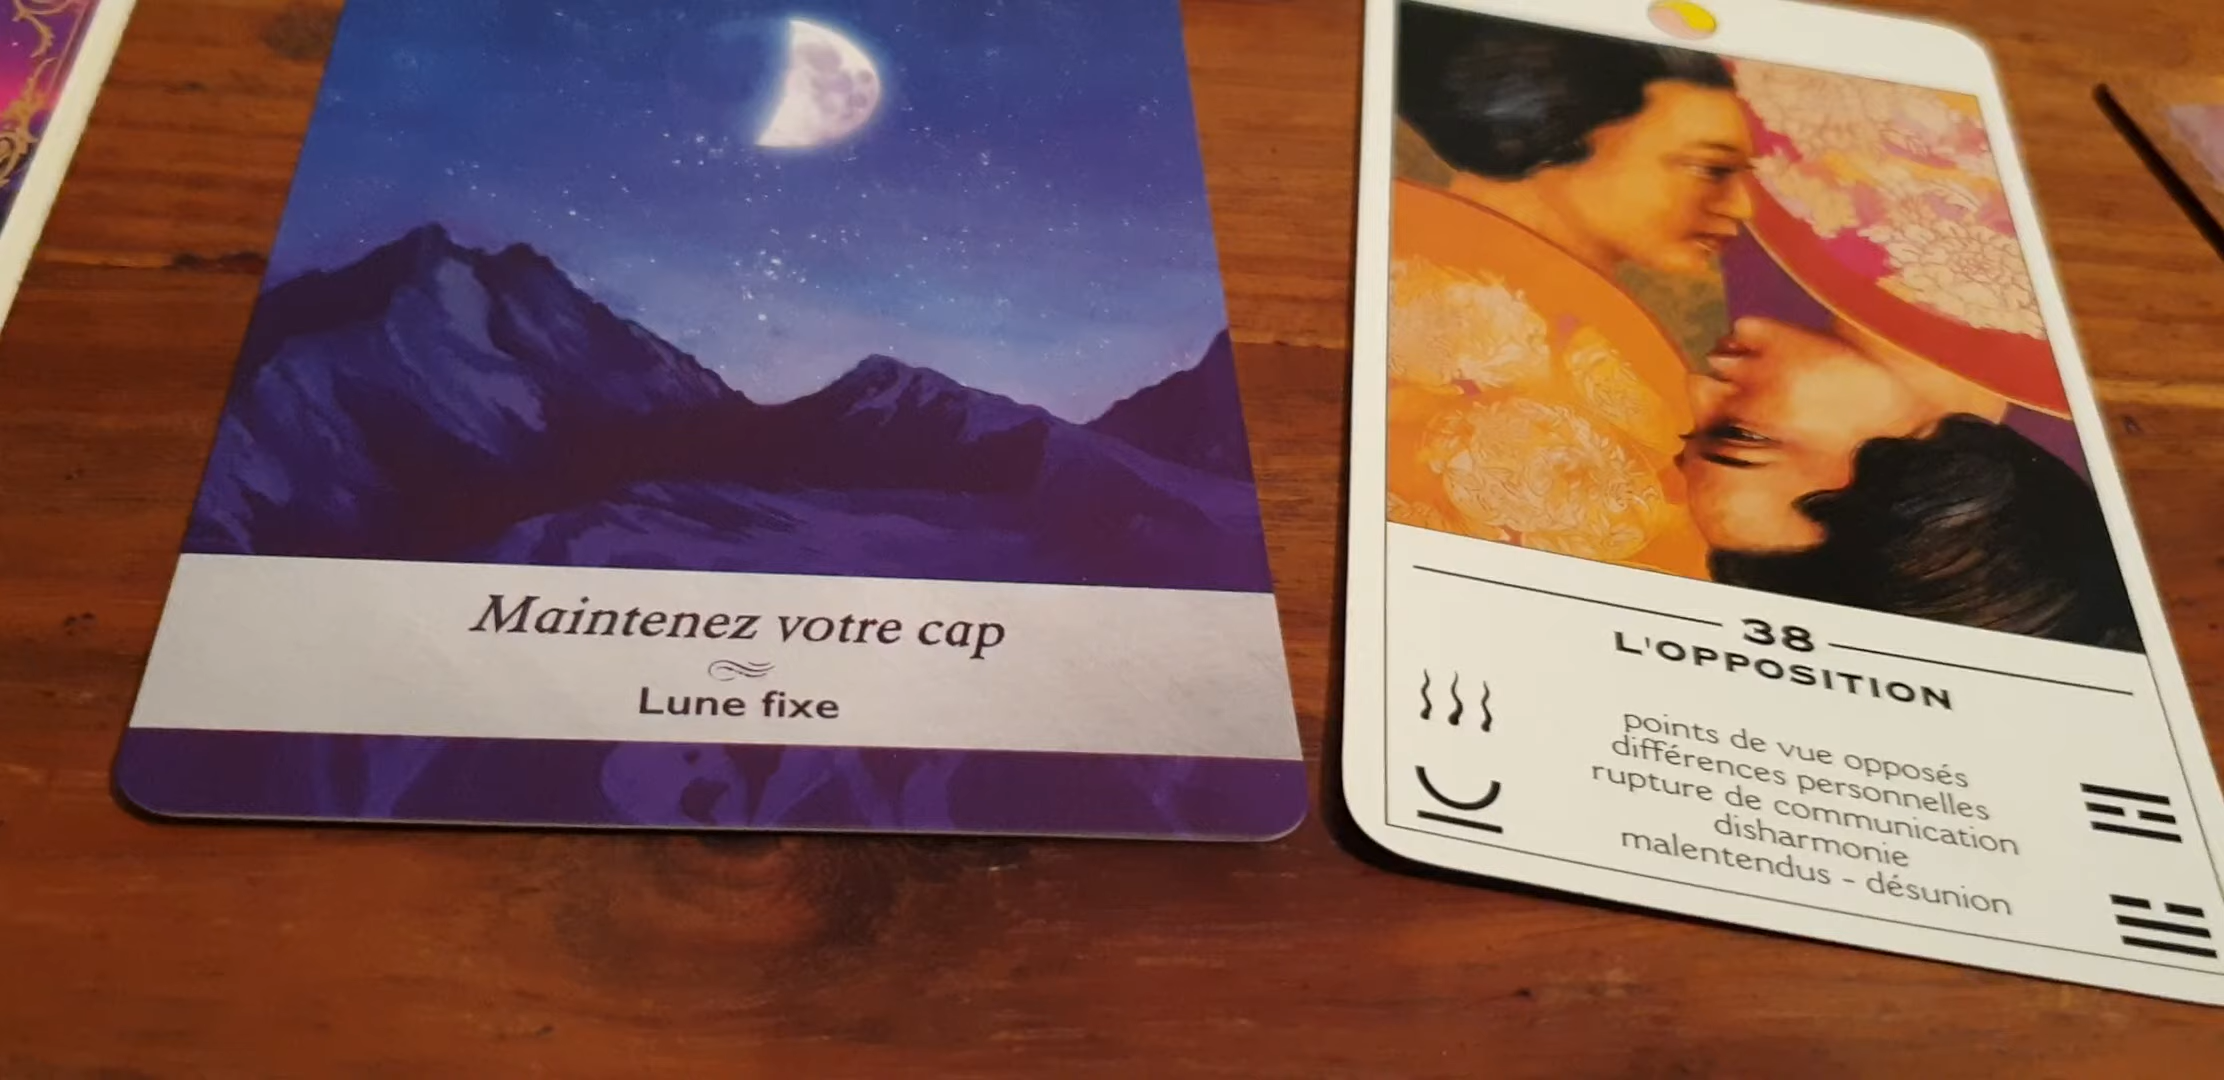 Maintenez votre cap
Lune fixe
38
L'OPPOSITION
points de vue opposés
différences personnelles
rupture de communication
disharmonie
malentendus - désunion